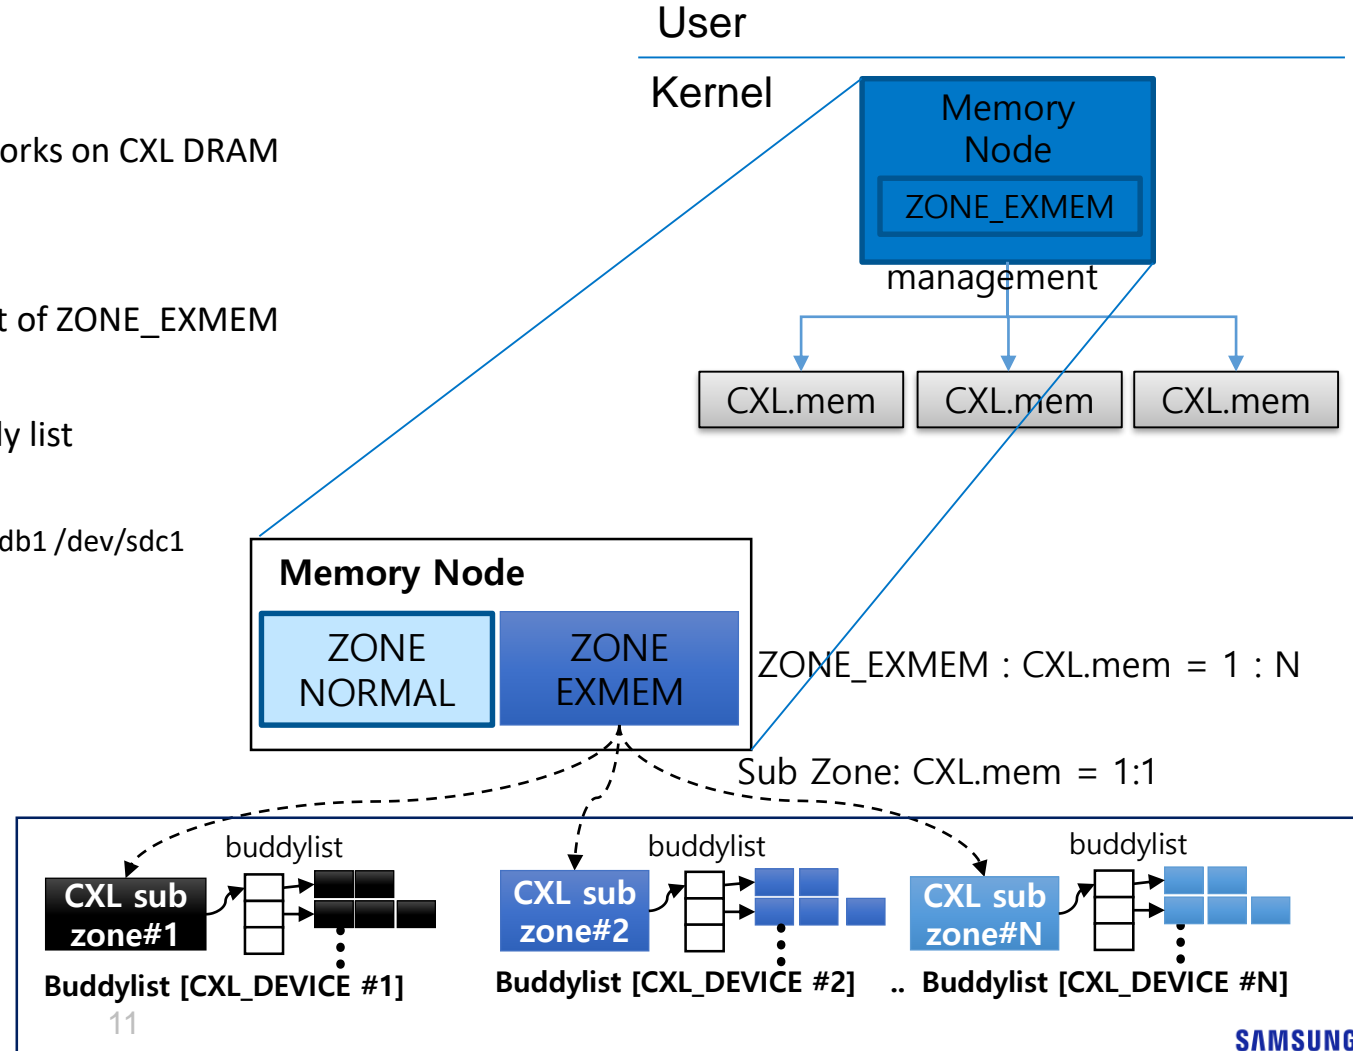 User
Kernel
Memory
Node
ZONE_EXMEM
management
CXL.mem
CXL.mem
CXL.mem
orks on CXL DRAM
t of ZONE_EXMEM
ly list
db1 /dev/sdc1
Memory Node
ZONE
NORMAL
ZONE
EXMEM
ZONE_EXMEM : CXL.mem = 1 : N
Sub Zone: CXL.mem = 1:1
buddylist
CXL sub
zone#1
Buddylist [CXL_DEVICE #1]
buddylist
CXL sub
zone#2
Buddylist [CXL_DEVICE #2]
..
buddylist
CXL sub
zone#N
Buddylist [CXL_DEVICE #N]
11
SAMSUNG